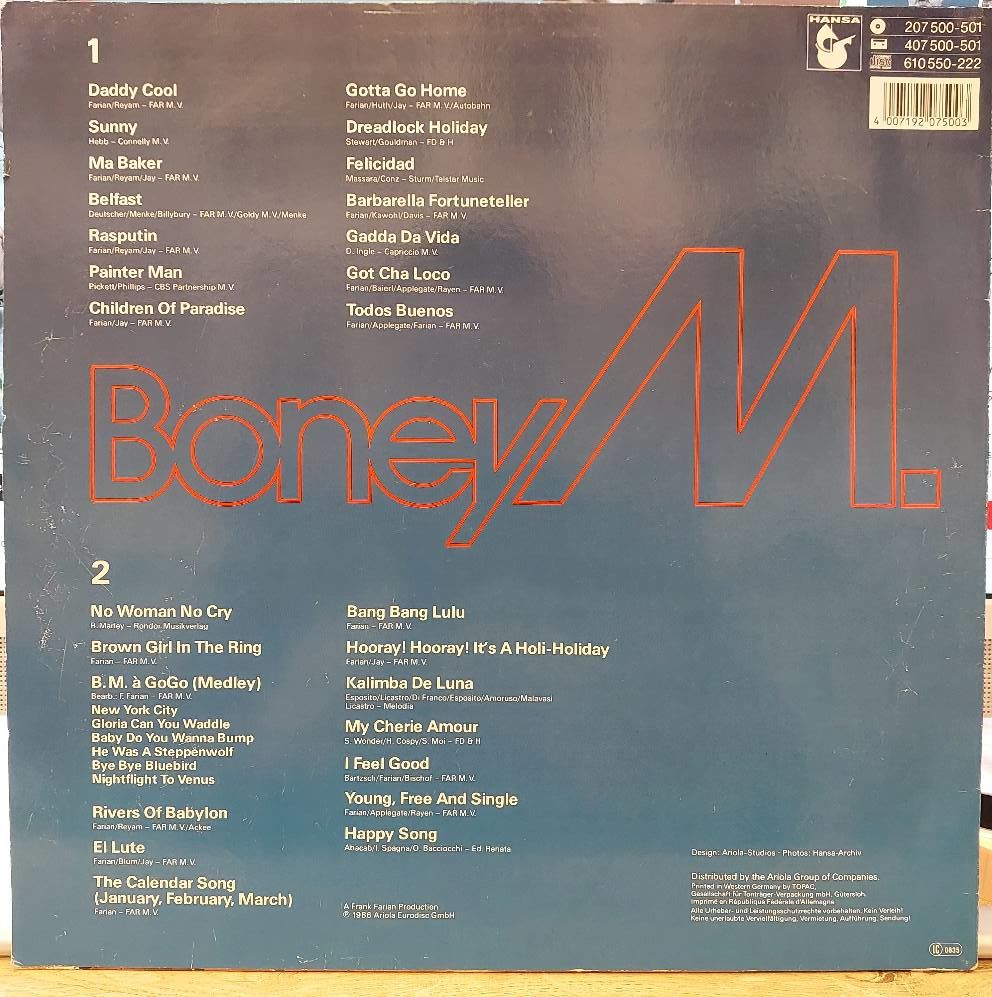 1
Daddy Cool
Farian/Reyam – FAR M.V.
Sunny
Hebb – Connelly M.V.
Ma Baker
Farian/Reyam/Jay – FAR M.V.
Belfast
Deutscher/Menke/Billybury – FAR M.V./Goldy M.V./Menke
Rasputin
Farian/Reyam/Jay – FAR M.V.
Painter Man
Pickett/Phillips – CBS Partnership M.V.
Children Of Paradise
Farian/Jay – FAR M.V.
Gotta Go Home
Farian/Huth/Jay – FAR M.V./Autobahn
Dreadlock Holiday
Stewart/Gouldman – FD & H
Felicidad
Massara/Conz – Sturm/Telstar Music
Barbarella Fortuneteller
Farian/Kawohl/Davis – FAR M.V.
Gadda Da Vida
D. Ingle – Capriccio M.V.
Got Cha Loco
Farian/Baierl/Applegate/Rayen – FAR M.V.
Todos Buenos
Farian/Applegate/Farian – FAR M.V.
HANSA
207 500-501
407 500-501
610 550-222
4 007192 075003
Boney M.
2
No Woman No Cry
B. Marley – Rondor Musikverlag
Brown Girl In The Ring
Farian – FAR M.V.
B.M. à GoGo (Medley)
Bearb.: F. Farian – FAR M.V.
New York City
Gloria Can You Waddle
Baby Do You Wanna Bump
He Was A Steppenwolf
Bye Bye Bluebird
Nightflight To Venus
Rivers Of Babylon
Farian/Reyam – FAR M.V./Ackee
El Lute
Farian/Blum/Jay – FAR M.V.
The Calendar Song
(January, February, March)
Farian – FAR M.V.
Bang Bang Lulu
Farian – FAR M.V.
Hooray! Hooray! It's A Holi-Holiday
Farian/Jay – FAR M.V.
Kalimba De Luna
Esposito/Licastro/Di Franco/Esposito/Amoruso/Malavasi
Licastro – Melodia
My Cherie Amour
S. Wonder/H. Cospy/S. Moi – FD & H
I Feel Good
Bartzsch/Farian/Bischof – FAR M.V.
Young, Free And Single
Farian/Applegate/Rayen – FAR M.V.
Happy Song
Abacab/I. Spagna/O. Bacciocchi – Ed. Renata
A Frank Farian Production
℗ 1986 Ariola Eurodisc GmbH
Design: Ariola-Studios · Photos: Hansa-Archiv
Distributed by the Ariola Group of Companies.
Printed in Western Germany by TOPAC,
Gesellschaft für Tonträger-Verpackung mbH, Gütersloh.
Imprimé en République Fédérale d'Allemagne
Alle Urheber- und Leistungsschutzrechte vorbehalten. Kein Verleih!
Keine unerlaubte Vervielfältigung, Vermietung, Aufführung, Sendung!
LC 0835